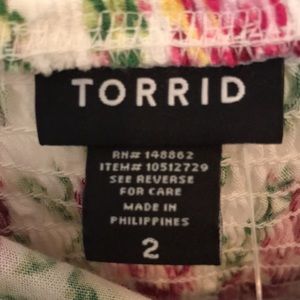 TORRID
RN# 148862
ITEM# 10512729
SEE REVERSE
FOR CARE
MADE IN
PHILIPPINES
2